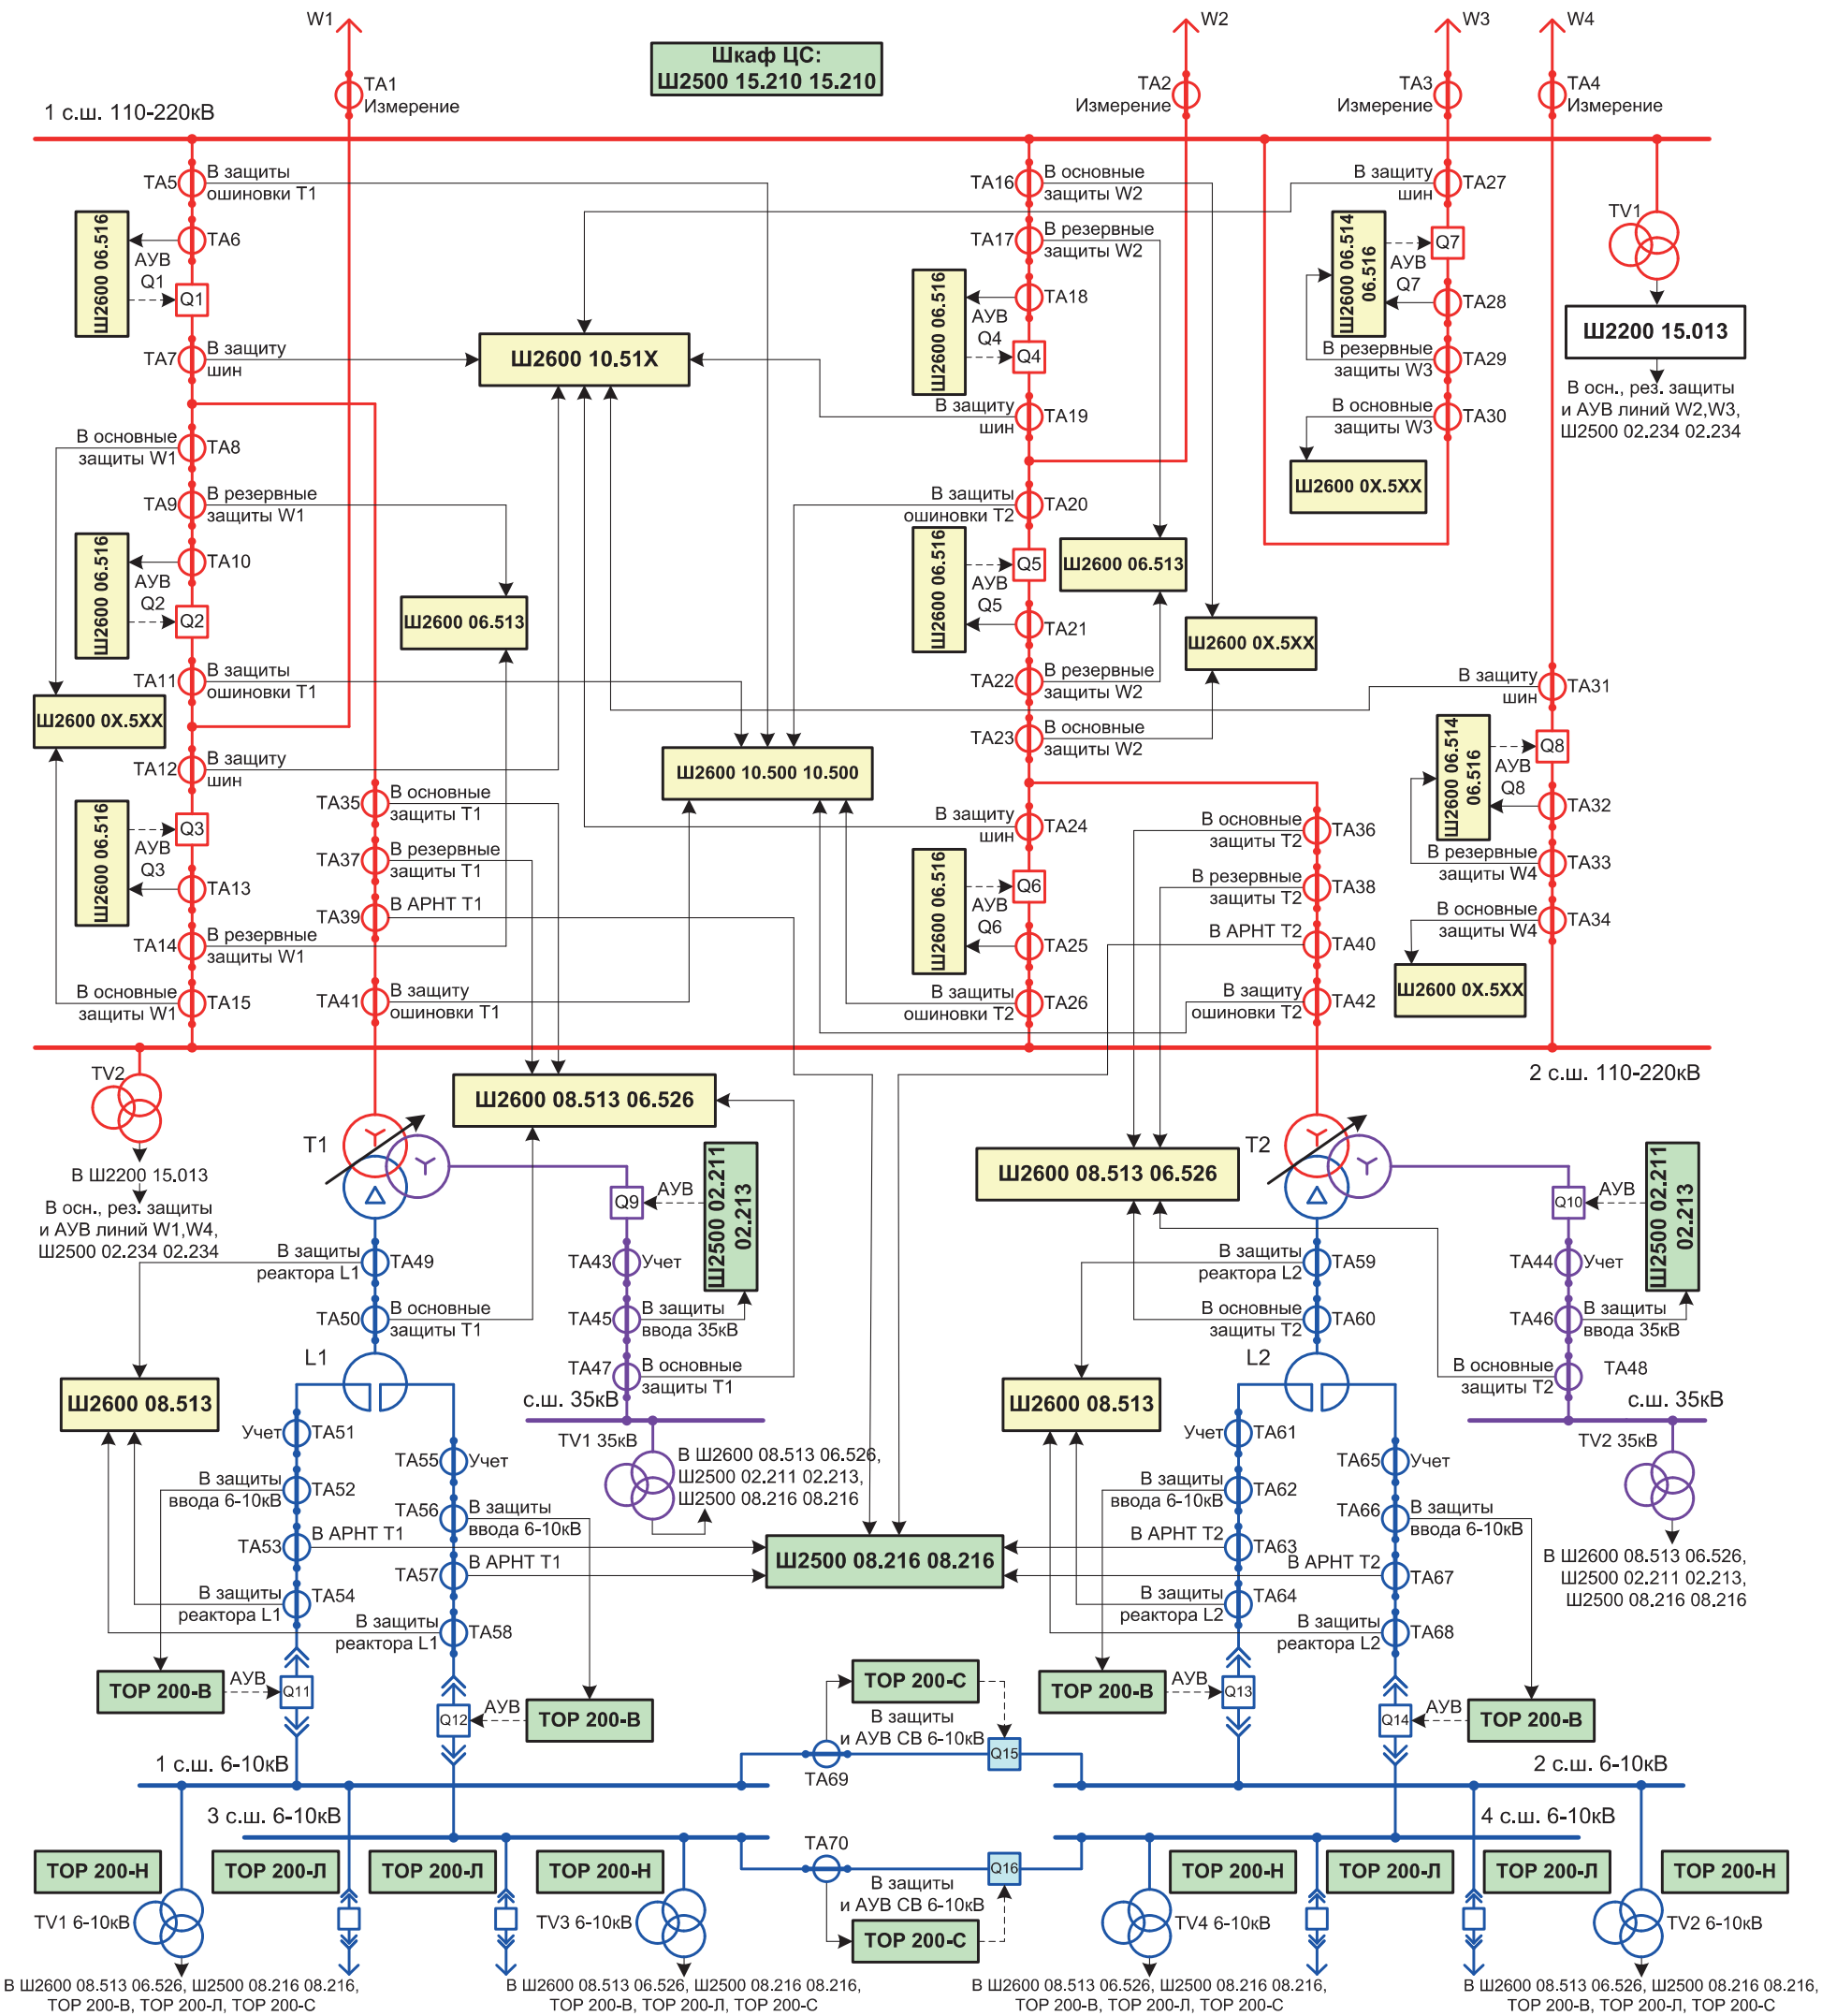 W1
W2
W3
W4
Шкаф ЦС:
Ш2500 15.210 15.210
TA1
Измерение
TA2
Измерение
TA3
Измерение
TA4
Измерение
1 с.ш. 110-220кВ
TA5
В защиты
ошиновки Т1
Ш2600 06.516
TA6
АУВ
Q1
Q1
TA7
В защиту
шин
TA8
В основные
защиты W1
TA9
В резервные
защиты W1
Ш2600 06.516
TA10
АУВ
Q2
Q2
Ш2600 06.513
TA11
В защиты
ошиновки Т1
Ш2600 0X.5XX
TA12
В защиту
шин
Ш2600 06.516
Q3
АУВ
Q3
TA13
TA14
В резервные
защиты W1
В основные
защиты W1
TA15
TA35
В основные
защиты Т1
TA37
В резервные
защиты Т1
TA39
В АРНТ Т1
TA41
В защиту
ошиновки Т1
Ш2600 10.51X
Ш2600 10.500 10.500
TA16
В основные
защиты W2
TA17
В резервные
защиты W2
Ш2600 06.516
TA18
АУВ
Q4
Q4
В защиту
шин
TA19
В защиты
ошиновки Т2
TA20
Ш2600 06.516
Q5
АУВ
Q5
TA21
Ш2600 06.513
Ш2600 0X.5XX
TA22
В резервные
защиты W2
TA23
В основные
защиты W2
В защиту
шин
TA24
Ш2600 06.516
Q6
АУВ
Q6
TA25
В защиты
ошиновки Т2
TA26
В основные
защиты Т2
TA36
В резервные
защиты Т2
TA38
В АРНТ Т2
TA40
В защиту
ошиновки Т2
TA42
В защиту
шин
TA27
Ш2600 06.514
06.516
Q7
АУВ
Q7
TA28
В резервные
защиты W3
TA29
В основные
защиты W3
TA30
Ш2600 0X.5XX
TV1
Ш2200 15.013
В осн., рез. защиты
и АУВ линий W2,W3,
Ш2500 02.234 02.234
В защиту
шин
TA31
Ш2600 06.514
06.516
Q8
АУВ
Q8
TA32
В резервные
защиты W4
TA33
В основные
защиты W4
TA34
Ш2600 0X.5XX
2 с.ш. 110-220кВ
TV2
В Ш2200 15.013
В осн., рез. защиты
и АУВ линий W1,W4,
Ш2500 02.234 02.234
Ш2600 08.513 06.526
T1
Q9
АУВ
Ш2500 02.211
02.213
В защиты
реактора L1
TA49
TA50
В основные
защиты Т1
TA43
Учет
TA45
В защиты
ввода 35кВ
TA47
В основные
защиты Т1
L1
с.ш. 35кВ
Ш2600 08.513
TV1 35кВ
В Ш2600 08.513 06.526,
Ш2500 02.211 02.213,
Ш2500 08.216 08.216
Учет
TA51
В защиты
ввода 6-10кВ
TA52
TA53
В АРНТ Т1
В защиты
реактора L1
TA54
TA55
Учет
TA56
В защиты
ввода 6-10кВ
TA57
В АРНТ Т1
В защиты
реактора L1
TA58
Ш2500 08.216 08.216
ТОР 200-В
АУВ
Q11
Q12
АУВ
ТОР 200-В
Ш2600 08.513 06.526
T2
Q10
АУВ
Ш2500 02.211
02.213
В защиты
реактора L2
TA59
В основные
защиты Т2
TA60
TA44
Учет
TA46
В защиты
ввода 35кВ
В основные
защиты Т2
TA48
L2
с.ш. 35кВ
Ш2600 08.513
TV2 35кВ
В Ш2600 08.513 06.526,
Ш2500 02.211 02.213,
Ш2500 08.216 08.216
Учет
TA61
В защиты
ввода 6-10кВ
TA62
В АРНТ Т2
TA63
В защиты
реактора L2
TA64
TA65
Учет
TA66
В защиты
ввода 6-10кВ
В АРНТ Т2
TA67
В защиты
реактора L2
TA68
ТОР 200-В
АУВ
Q13
Q14
АУВ
ТОР 200-В
ТОР 200-С
В защиты
и АУВ СВ 6-10кВ
Q15
TA69
1 с.ш. 6-10кВ
2 с.ш. 6-10кВ
3 с.ш. 6-10кВ
4 с.ш. 6-10кВ
TA70
Q16
В защиты
и АУВ СВ 6-10кВ
ТОР 200-С
ТОР 200-Н
ТОР 200-Л
ТОР 200-Л
ТОР 200-Н
ТОР 200-Н
ТОР 200-Л
ТОР 200-Л
ТОР 200-Н
TV1 6-10кВ
TV3 6-10кВ
TV4 6-10кВ
TV2 6-10кВ
В Ш2600 08.513 06.526, Ш2500 08.216 08.216,
ТОР 200-В, ТОР 200-Л, ТОР 200-С
В Ш2600 08.513 06.526, Ш2500 08.216 08.216,
ТОР 200-В, ТОР 200-Л, ТОР 200-С
В Ш2600 08.513 06.526, Ш2500 08.216 08.216,
ТОР 200-В, ТОР 200-Л, ТОР 200-С
В Ш2600 08.513 06.526, Ш2500 08.216 08.216,
ТОР 200-В, ТОР 200-Л, ТОР 200-С